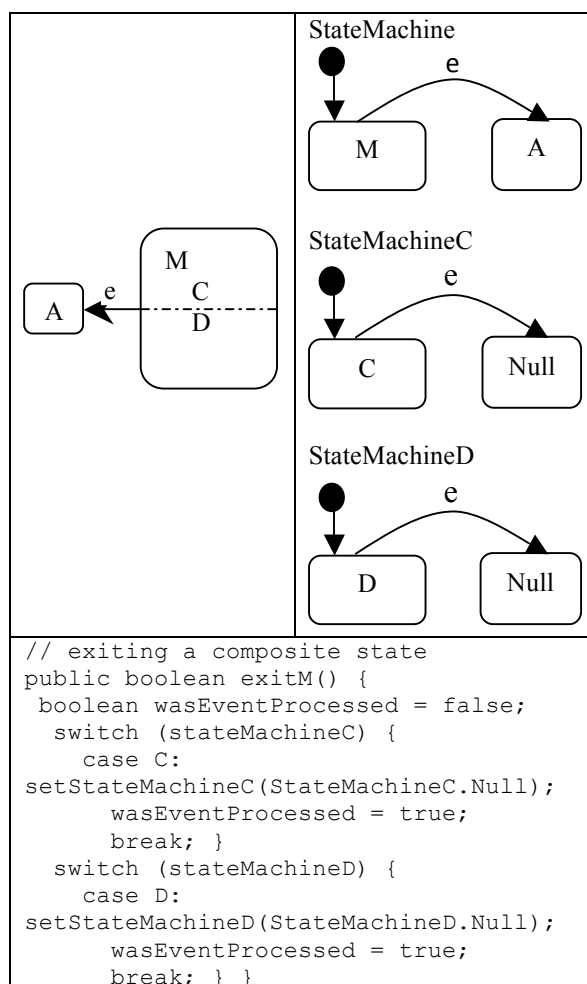 M
C
D
A
e
StateMachine
e
M
A
StateMachineC
e
C
Null
StateMachineD
e
D
Null
// exiting a composite state
public boolean exitM() {
 boolean wasEventProcessed = false;
  switch (stateMachineC) {
    case C:
setStateMachineC(StateMachineC.Null);
      wasEventProcessed = true;
      break; }
  switch (stateMachineD) {
    case D:
setStateMachineD(StateMachineD.Null);
      wasEventProcessed = true;
      break; } }